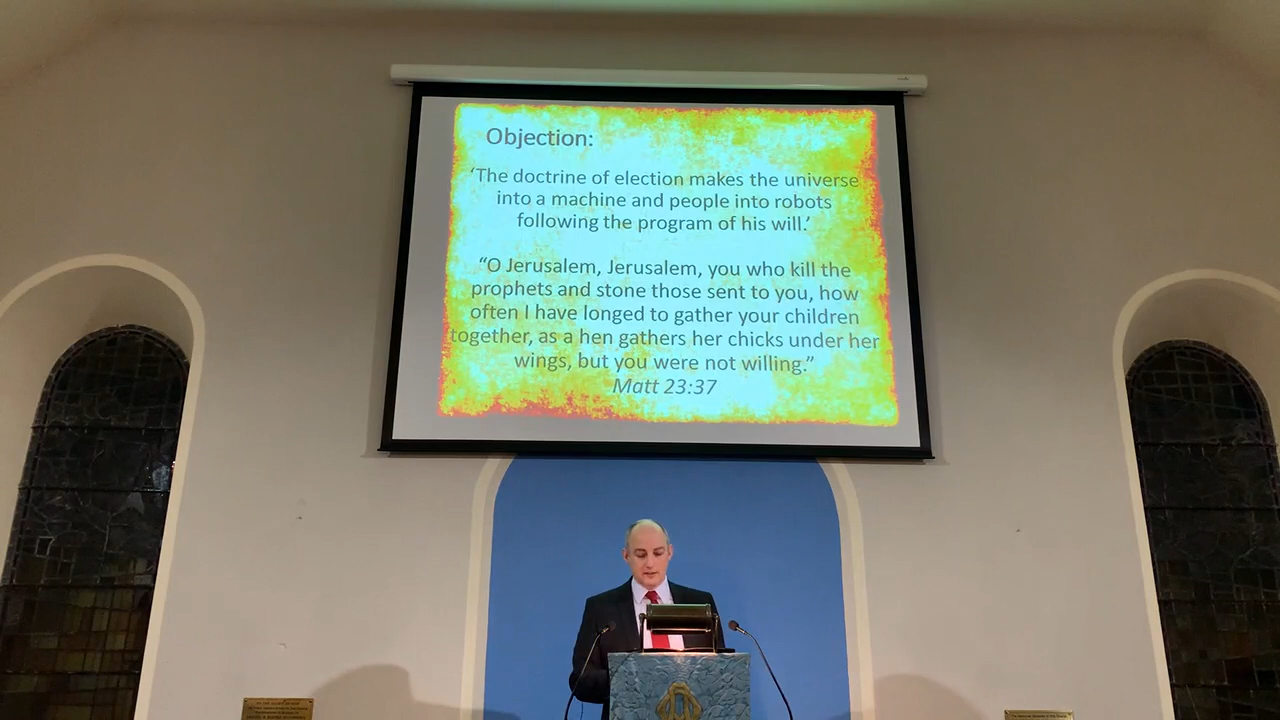 Objection:
‘The doctrine of election makes the universe
into a machine and people into robots
following the program of his will.’
“O Jerusalem, Jerusalem, you who kill the
prophets and stone those sent to you, how
often I have longed to gather your children
together, as a hen gathers her chicks under her
wings, but you were not willing.”
Matt 23:37